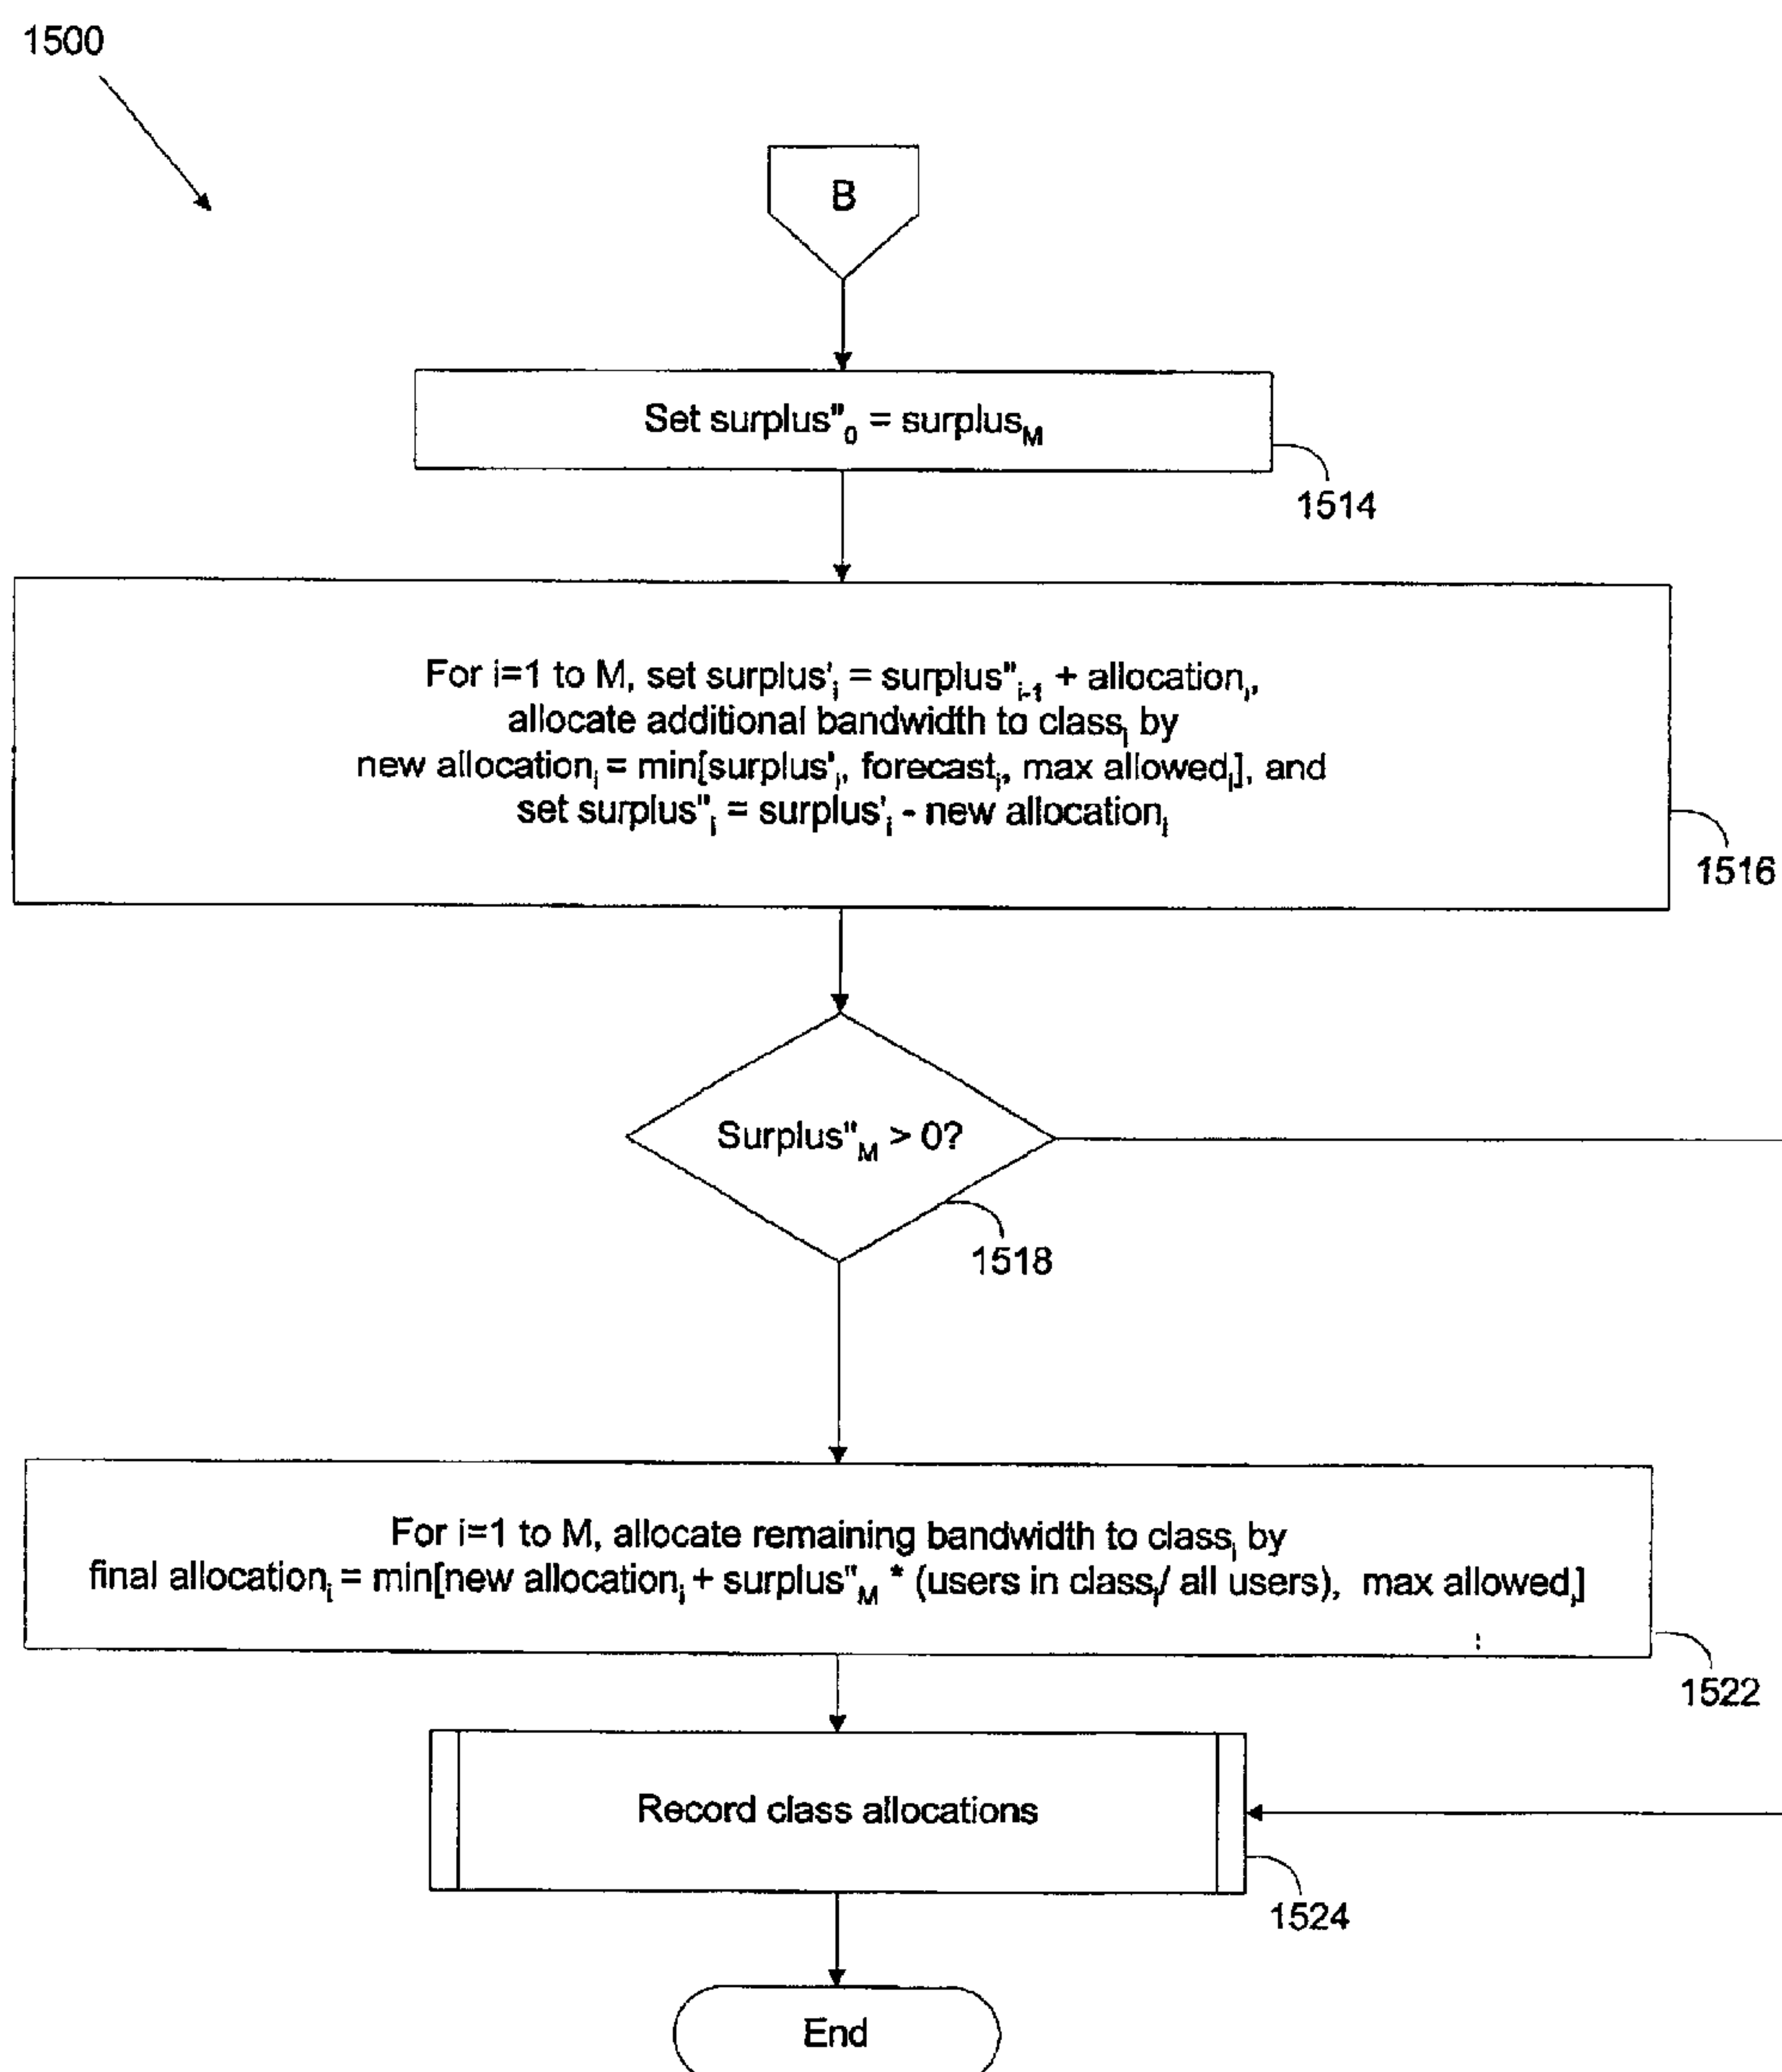 1500
B
Set surplus"₀ = surplus_M
1514
For i=1 to M, set surplus'ᵢ = surplus"ᵢ₋₁ + allocationᵢ,
allocate additional bandwidth to classᵢ by
new allocationᵢ = min[surplus'ᵢ, forecastᵢ, max allowedᵢ], and
set surplus"ᵢ = surplus'ᵢ - new allocationᵢ
1516
Surplus"_M > 0?
1518
For i=1 to M, allocate remaining bandwidth to classᵢ by
final allocationᵢ = min[new allocationᵢ + surplus"_M * (users in classᵢ/ all users), max allowedᵢ]
1522
Record class allocations
1524
End